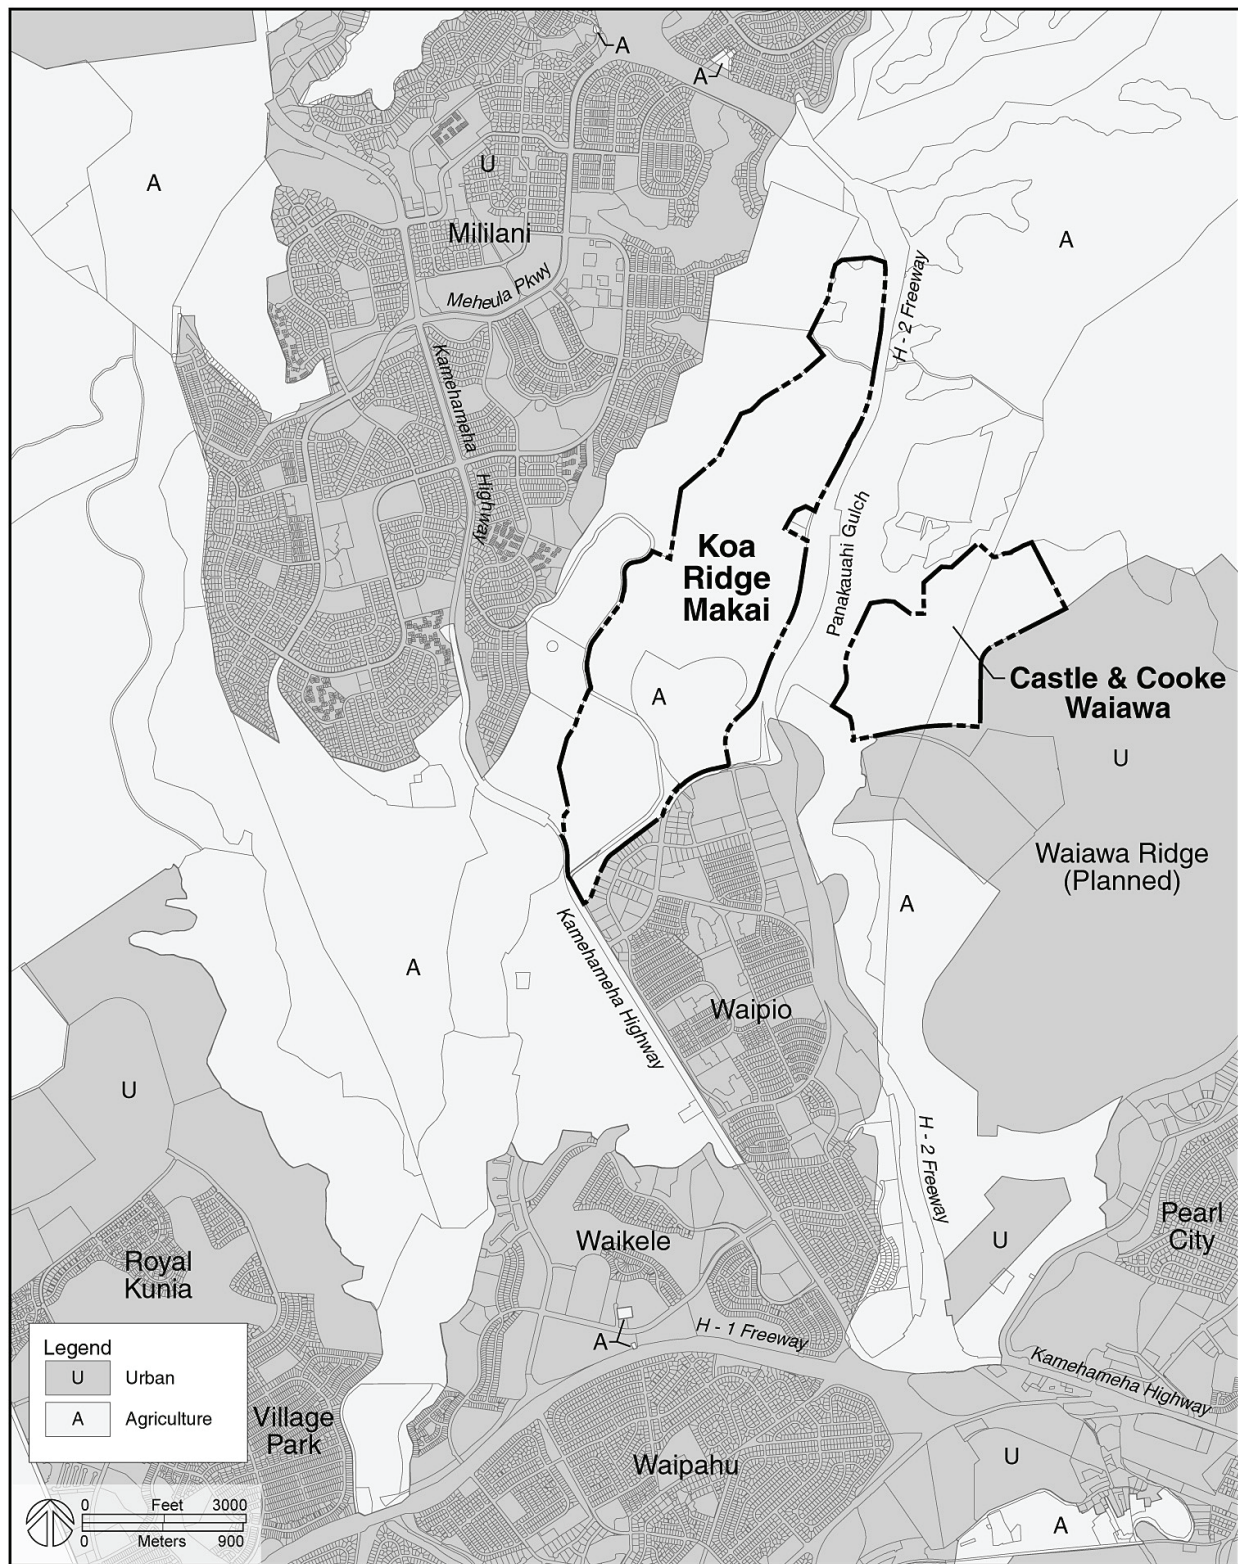 A
A
A
U
Mililani
A
Meheula Pkwy
H - 2 Freeway
Kamehameha
Highway
Koa
Ridge
Makai
Panakauahi Gulch
Castle & Cooke
Waiawa
A
U
Waiawa Ridge
(Planned)
A
Kamehameha Highway
A
Waipio
U
H - 2 Freeway
Pearl
City
Waikele
U
Royal
Kunia
A
H - 1 Freeway
Kamehameha Highway
Legend
U Urban
A Agriculture
Village
Park
Waipahu
U
A
0 Feet 3000
0 Meters 900